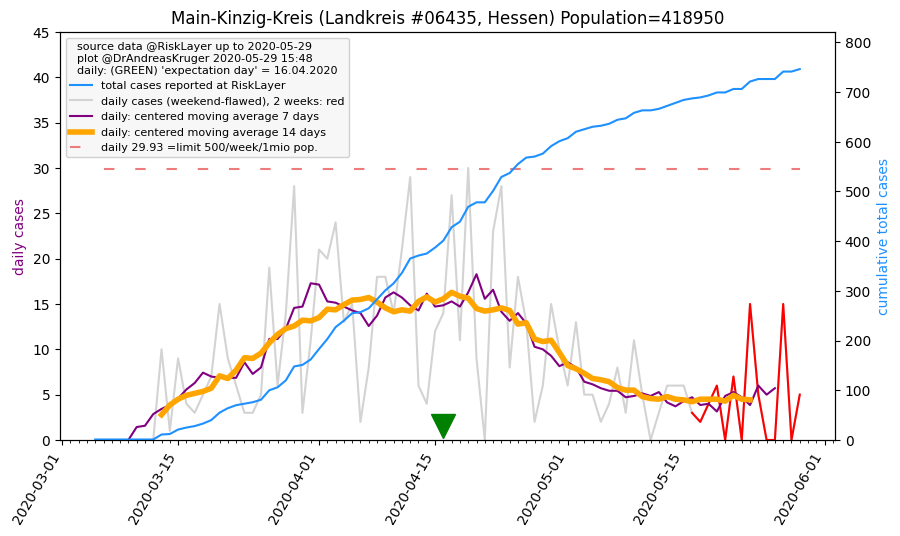 Main-Kinzig-Kreis (Landkreis #06435, Hessen) Population=418950
source data @RiskLayer up to 2020-05-29
plot @DrAndreasKruger 2020-05-29 15:48
daily: (GREEN) 'expectation day' = 16.04.2020
total cases reported at RiskLayer
daily cases (weekend-flawed), 2 weeks: red
daily: centered moving average 7 days
daily: centered moving average 14 days
daily 29.93 =limit 500/week/1mio pop.
daily cases
45
40
35
30
25
20
15
10
5
0
cumulative total cases
800
700
600
500
400
300
200
100
0
2020-03-01
2020-03-15
2020-04-01
2020-04-15
2020-05-01
2020-05-15
2020-06-01